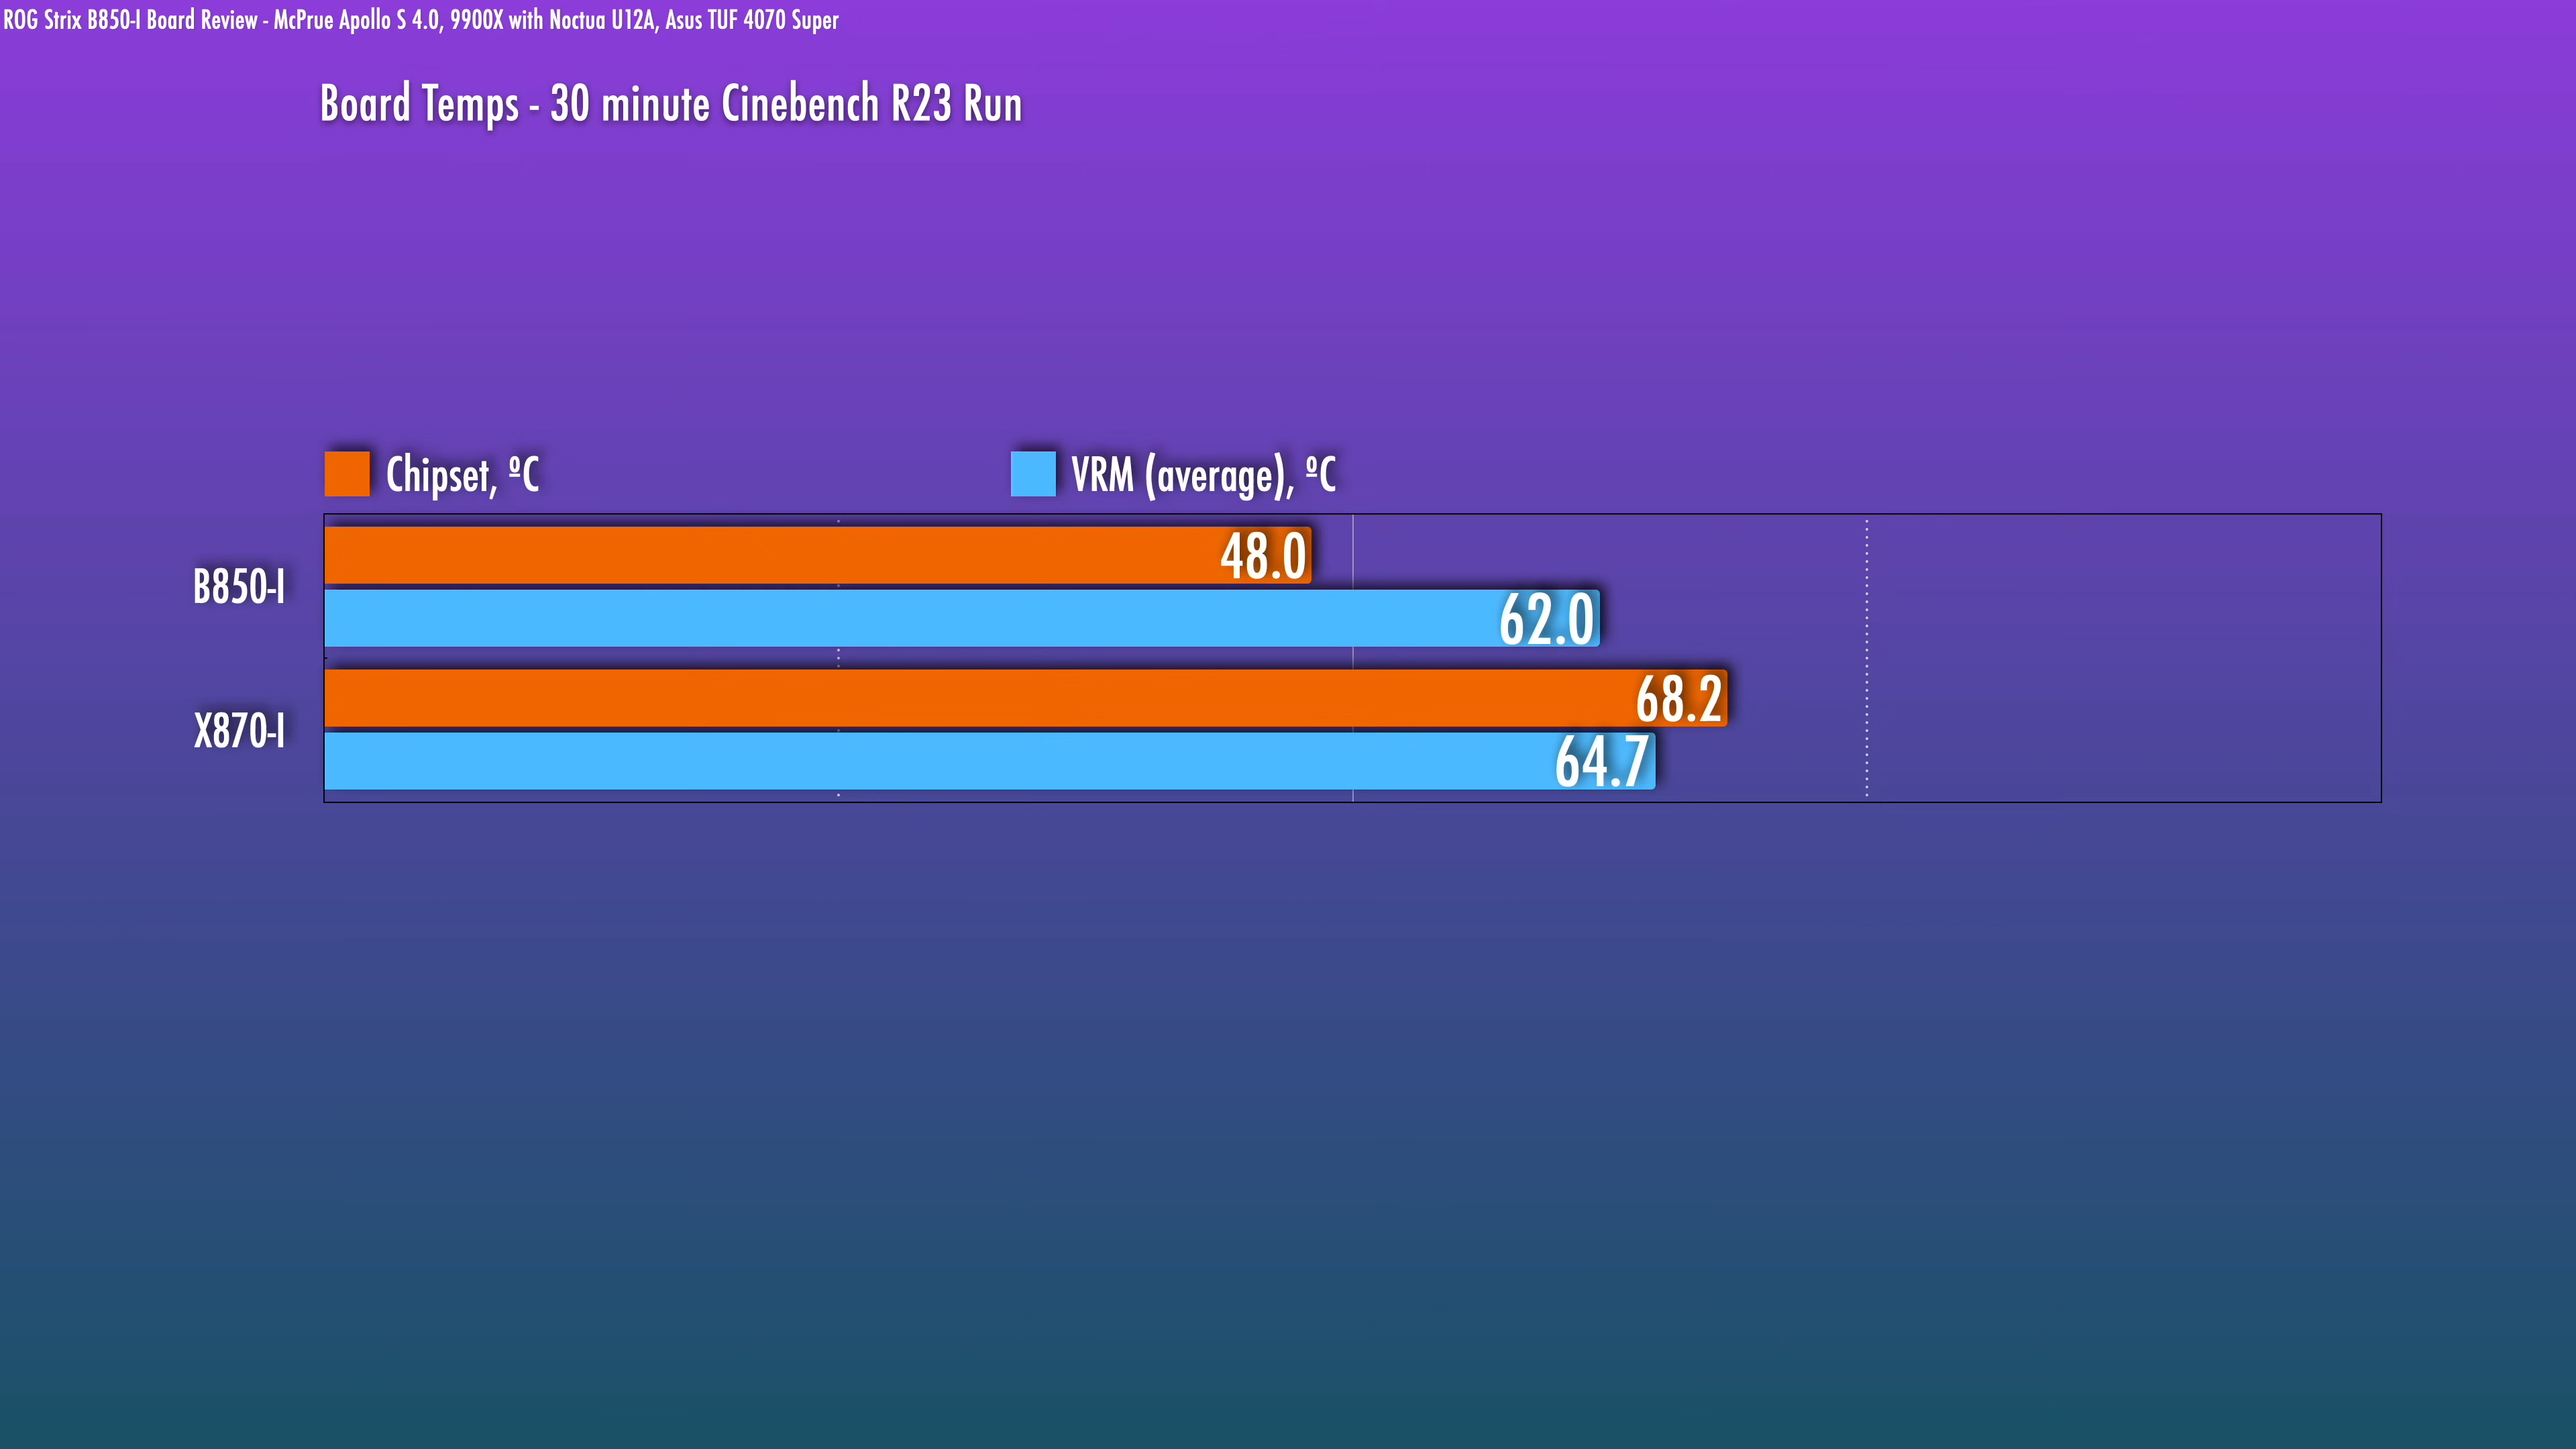 ROG Strix B850-I Board Review - McPrue Apollo S 4.0, 9900X with Noctua U12A, Asus TUF 4070 Super
Board Temps - 30 minute Cinebench R23 Run
Chipset, ºC
VRM (average), ºC
B850-I
48.0
62.0
X870-I
68.2
64.7